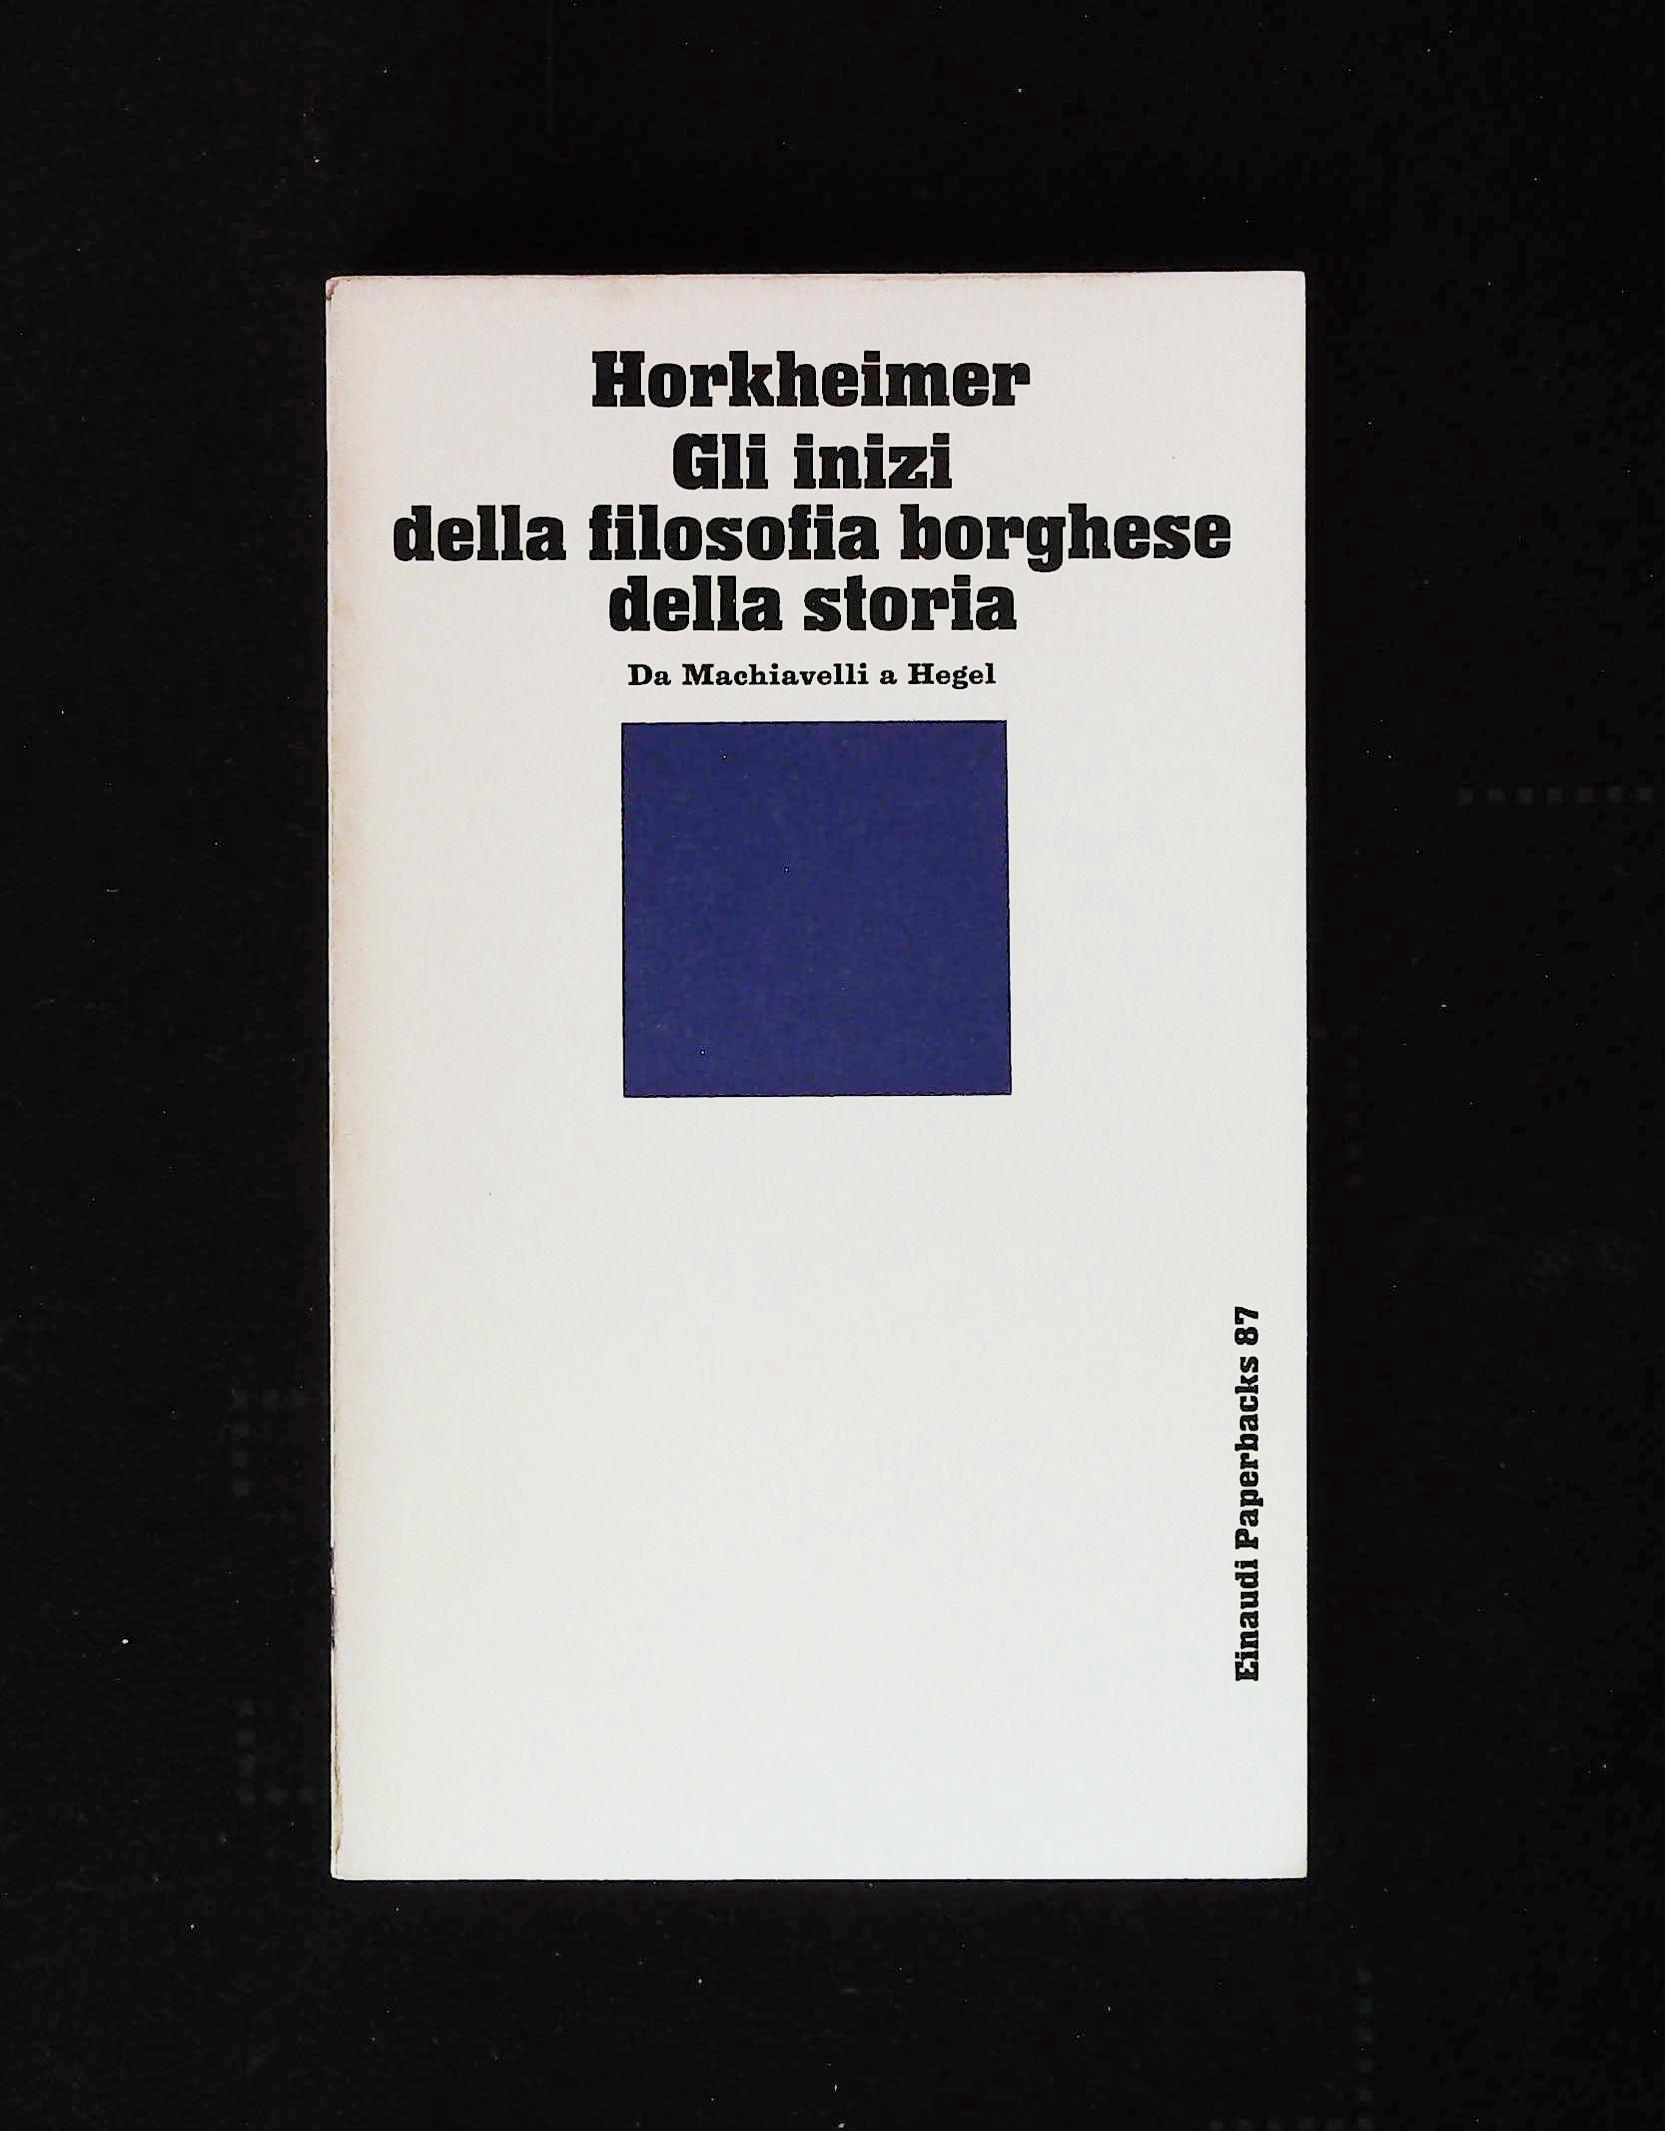 Horkheimer
Gli inizi
della filosofia borghese
della storia
Da Machiavelli a Hegel
Einaudi Paperbacks 87